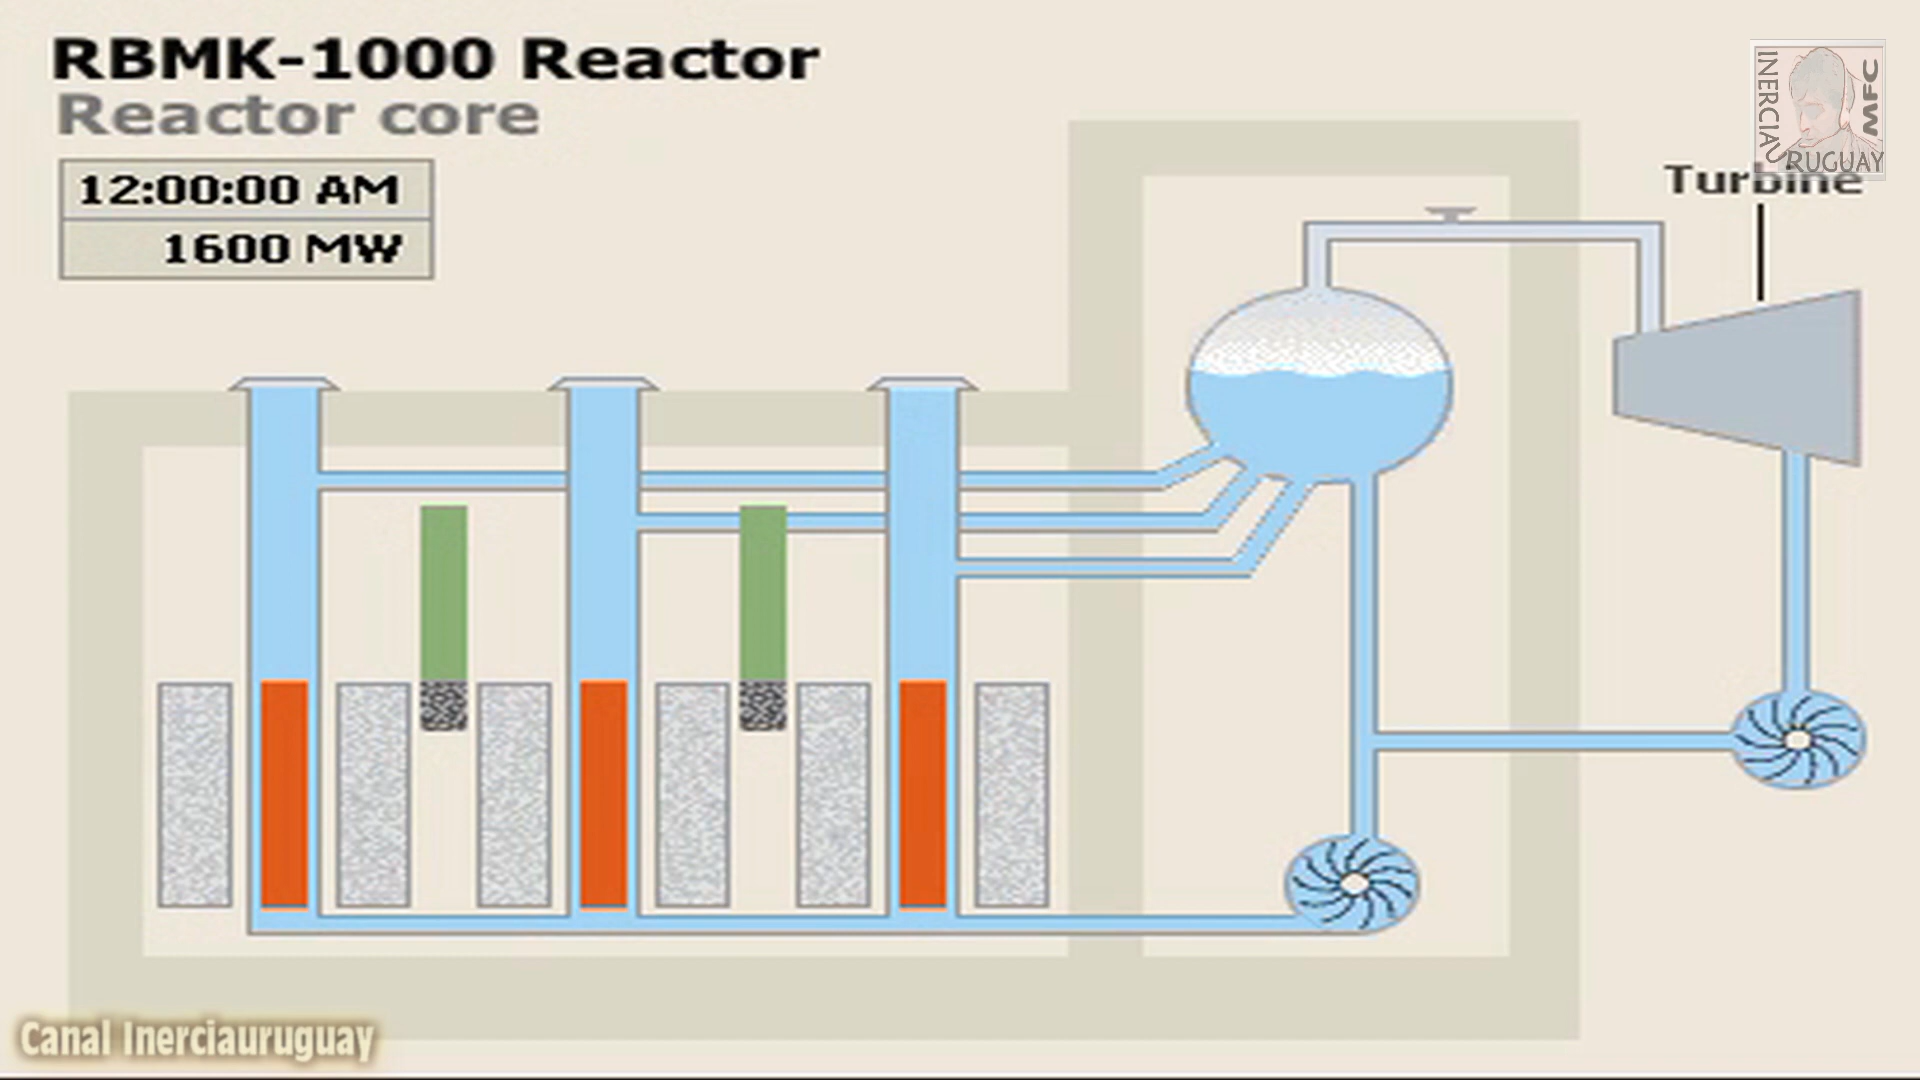 RBMK-1000 Reactor
Reactor core
12:00:00 AM
1600 MW
Turbine
INERCIAURUGUAY
MFC
Canal Inerciauruguay